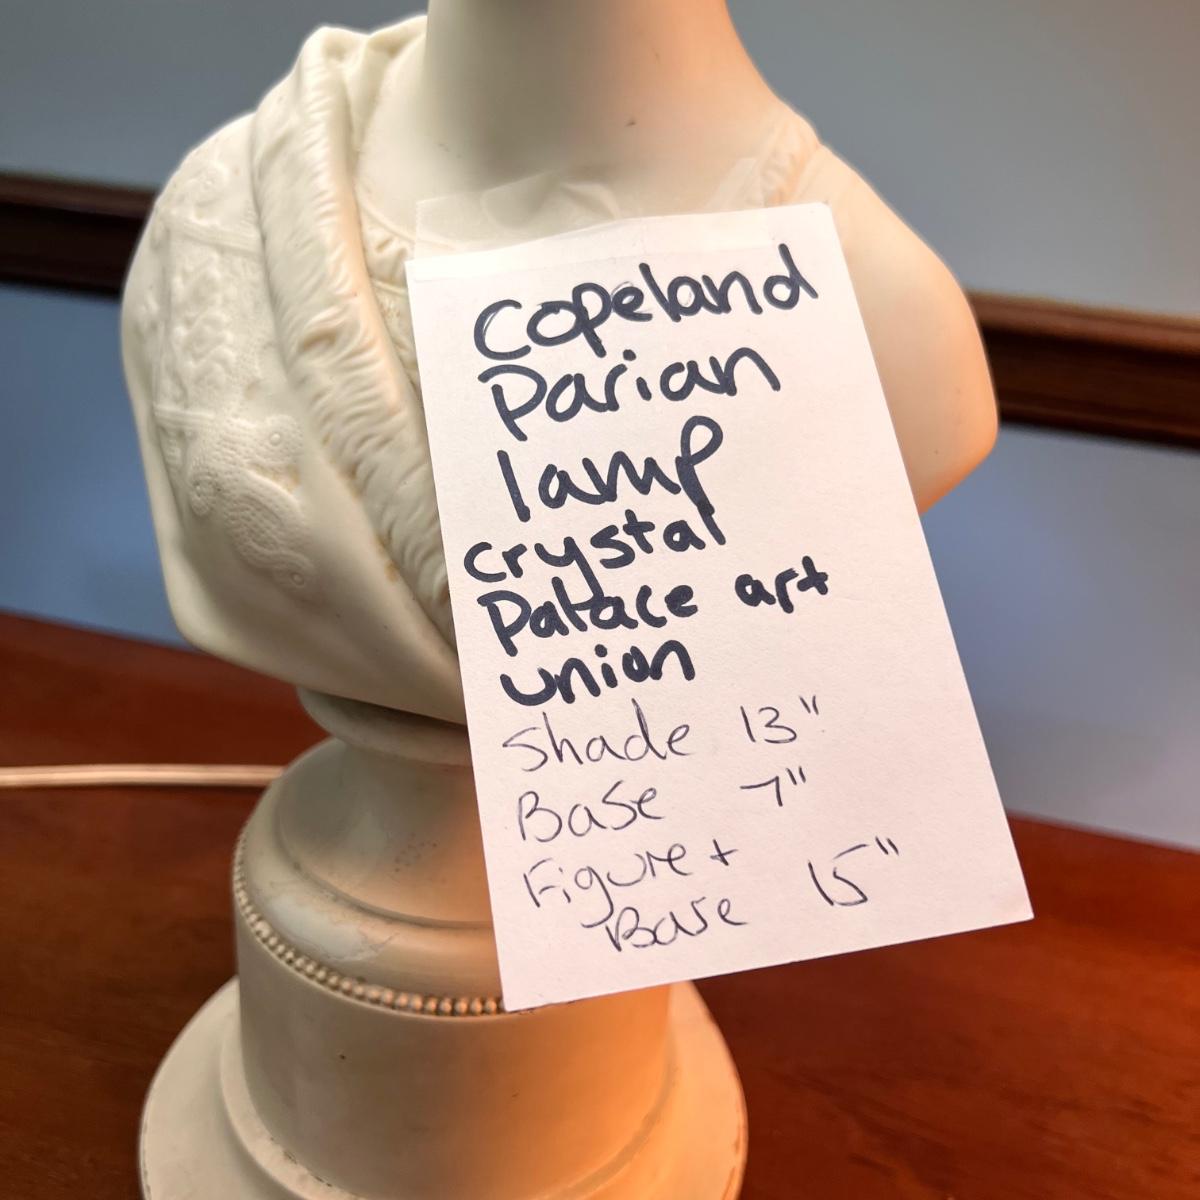 Copeland
Parian
lamp
crystal
Palace art
union
Shade 13"
Base 7"
Figure +
Base 15"